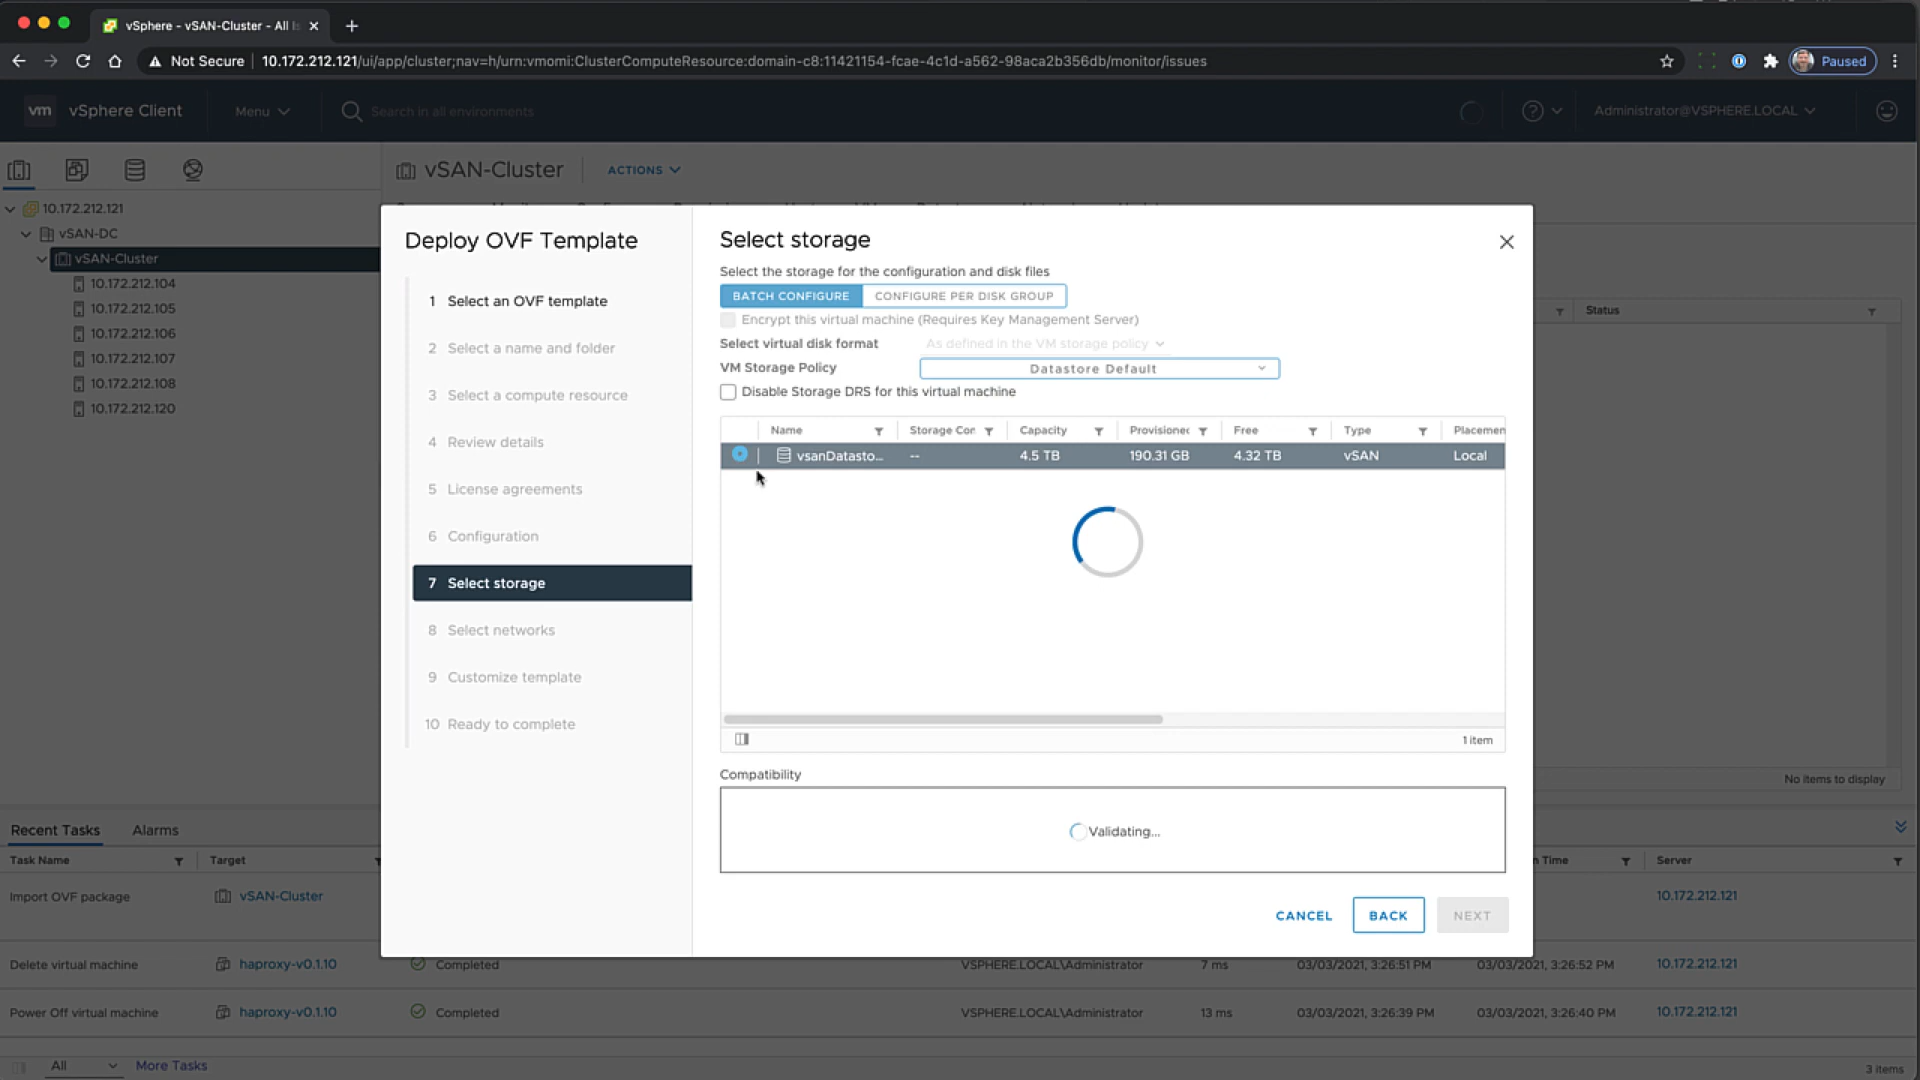 vSphere - vSAN-Cluster - All
Not Secure 10.172.212.121/ui/app/cluster;nav=h/urn:vmomi:ClusterComputeResource:domain-c8:11421154-fcae-4c1d-a562-98aca2b356db/monitor/issues
Paused
vm vSphere Client Menu Search in all environments Administrator@VSPHERE.LOCAL
10.172.212.121
vSAN-DC
vSAN-Cluster
10.172.212.104
10.172.212.105
10.172.212.106
10.172.212.107
10.172.212.108
10.172.212.120
vSAN-Cluster ACTIONS
Status
No items to display
Deploy OVF Template
1 Select an OVF template
2 Select a name and folder
3 Select a compute resource
4 Review details
5 License agreements
6 Configuration
7 Select storage
8 Select networks
9 Customize template
10 Ready to complete
Select storage
Select the storage for the configuration and disk files
BATCH CONFIGURE CONFIGURE PER DISK GROUP
Encrypt this virtual machine (Requires Key Management Server)
Select virtual disk format As defined in the VM storage policy
VM Storage Policy Datastore Default
Disable Storage DRS for this virtual machine
Name Storage Con Capacity Provisioned Free Type Placemen
vsanDatasto... -- 4.5 TB 190.31 GB 4.32 TB vSAN Local
1 item
Compatibility
Validating...
CANCEL BACK NEXT
Recent Tasks Alarms
Task Name Target n Time Server
Import OVF package vSAN-Cluster 10.172.212.121
Delete virtual machine haproxy-v0.1.10 Completed VSPHERE.LOCAL\Administrator 7 ms 03/03/2021, 3:26:51 PM 03/03/2021, 3:26:52 PM 10.172.212.121
Power Off virtual machine haproxy-v0.1.10 Completed VSPHERE.LOCAL\Administrator 13 ms 03/03/2021, 3:26:39 PM 03/03/2021, 3:26:40 PM 10.172.212.121
All More Tasks 3 items